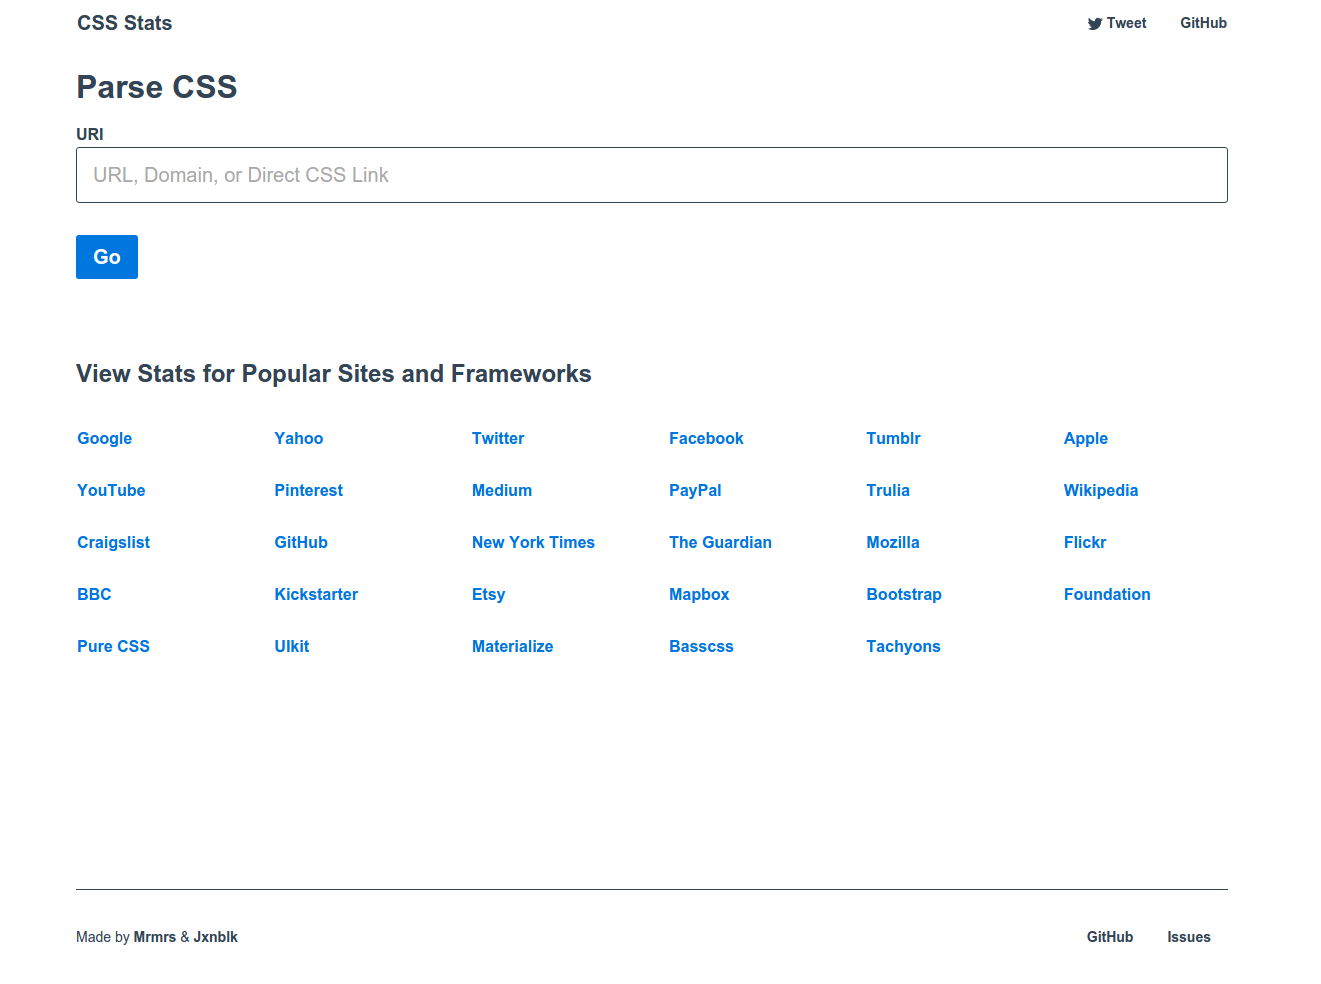 CSS Stats Tweet GitHub
Parse CSS
URI
URL, Domain, or Direct CSS Link
Go
View Stats for Popular Sites and Frameworks
Google Yahoo Twitter Facebook Tumblr Apple
YouTube Pinterest Medium PayPal Trulia Wikipedia
Craigslist GitHub New York Times The Guardian Mozilla Flickr
BBC Kickstarter Etsy Mapbox Bootstrap Foundation
Pure CSS UIkit Materialize Basscss Tachyons
Made by Mrmrs & Jxnblk GitHub Issues